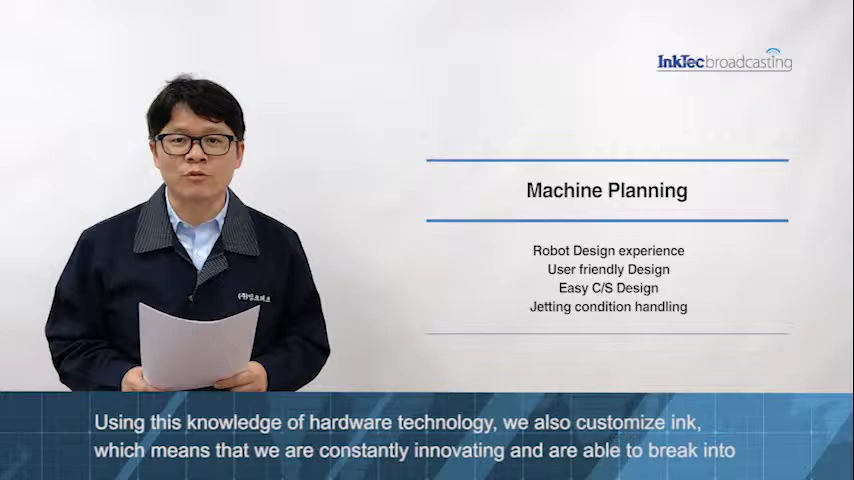 InkTec broadcasting
Machine Planning
Robot Design experience
User friendly Design
Easy C/S Design
Jetting condition handling
Using this knowledge of hardware technology, we also customize ink,
which means that we are constantly innovating and are able to break into